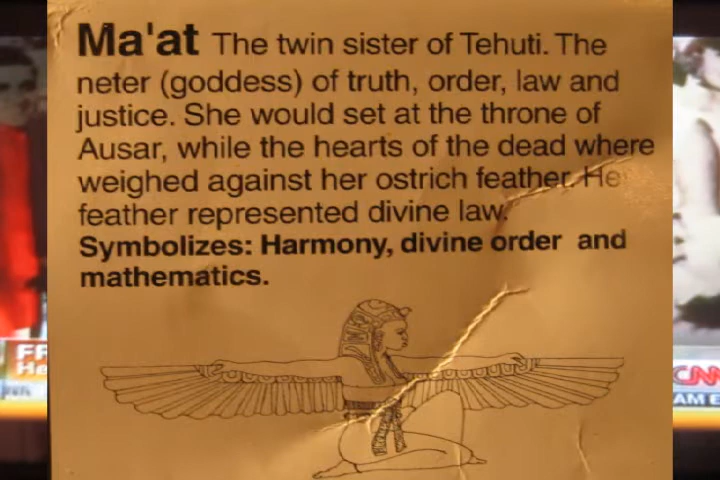 Ma'at The twin sister of Tehuti. The
neter (goddess) of truth, order, law and
justice. She would set at the throne of
Ausar, while the hearts of the dead where
weighed against her ostrich feather. He
feather represented divine law.
Symbolizes: Harmony, divine order and
mathematics.
CNN
AM